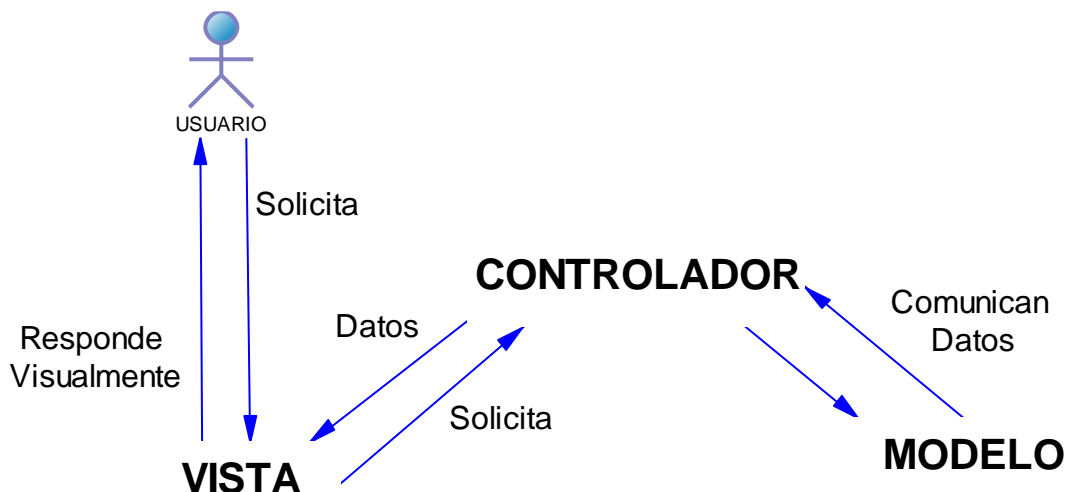 USUARIO
Solicita
CONTROLADOR
Comunican
Datos
Datos
Responde
Visualmente
Solicita
MODELO
VISTA